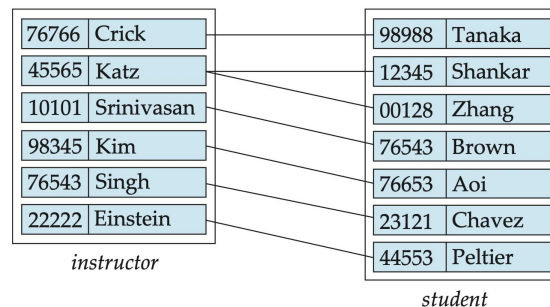 76766 Crick
45565 Katz
10101 Srinivasan
98345 Kim
76543 Singh
22222 Einstein
instructor
98988 Tanaka
12345 Shankar
00128 Zhang
76543 Brown
76653 Aoi
23121 Chavez
44553 Peltier
student